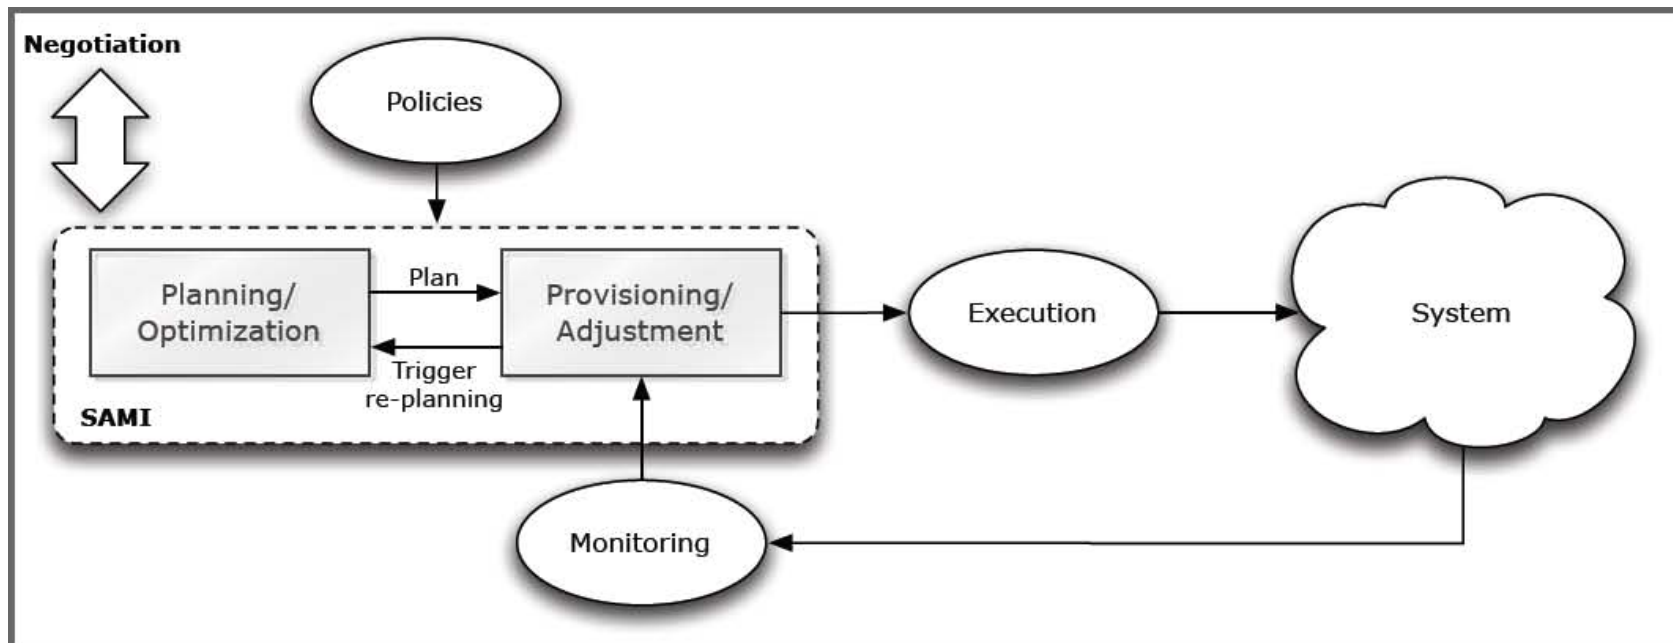 Negotiation
Policies
Planning/
Optimization
Plan
Trigger
re-planning
Provisioning/
Adjustment
SAMI
Execution
System
Monitoring